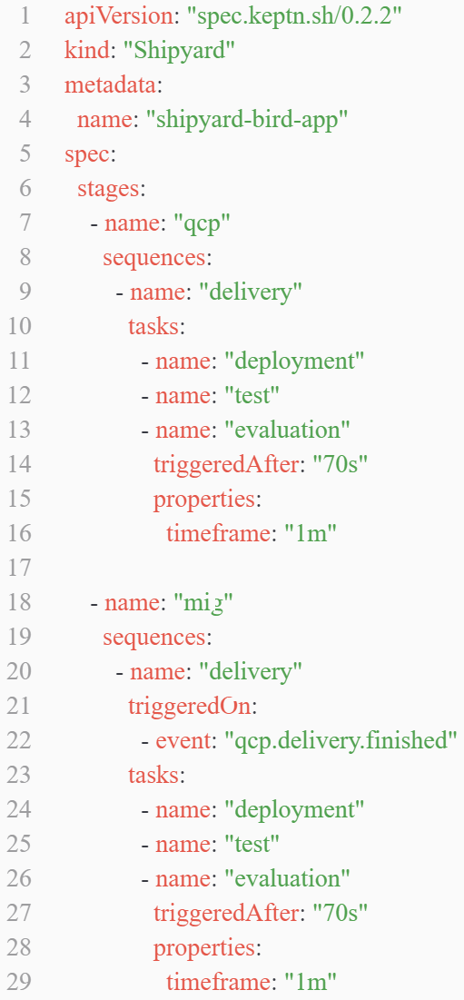 1 apiVersion: "spec.keptn.sh/0.2.2"
2 kind: "Shipyard"
3 metadata:
4   name: "shipyard-bird-app"
5 spec:
6   stages:
7     - name: "qcp"
8       sequences:
9         - name: "delivery"
10           tasks:
11             - name: "deployment"
12             - name: "test"
13             - name: "evaluation"
14               triggeredAfter: "70s"
15               properties:
16                 timeframe: "1m"
17
18     - name: "mig"
19       sequences:
20         - name: "delivery"
21           triggeredOn:
22             - event: "qcp.delivery.finished"
23           tasks:
24             - name: "deployment"
25             - name: "test"
26             - name: "evaluation"
27               triggeredAfter: "70s"
28               properties:
29                 timeframe: "1m"